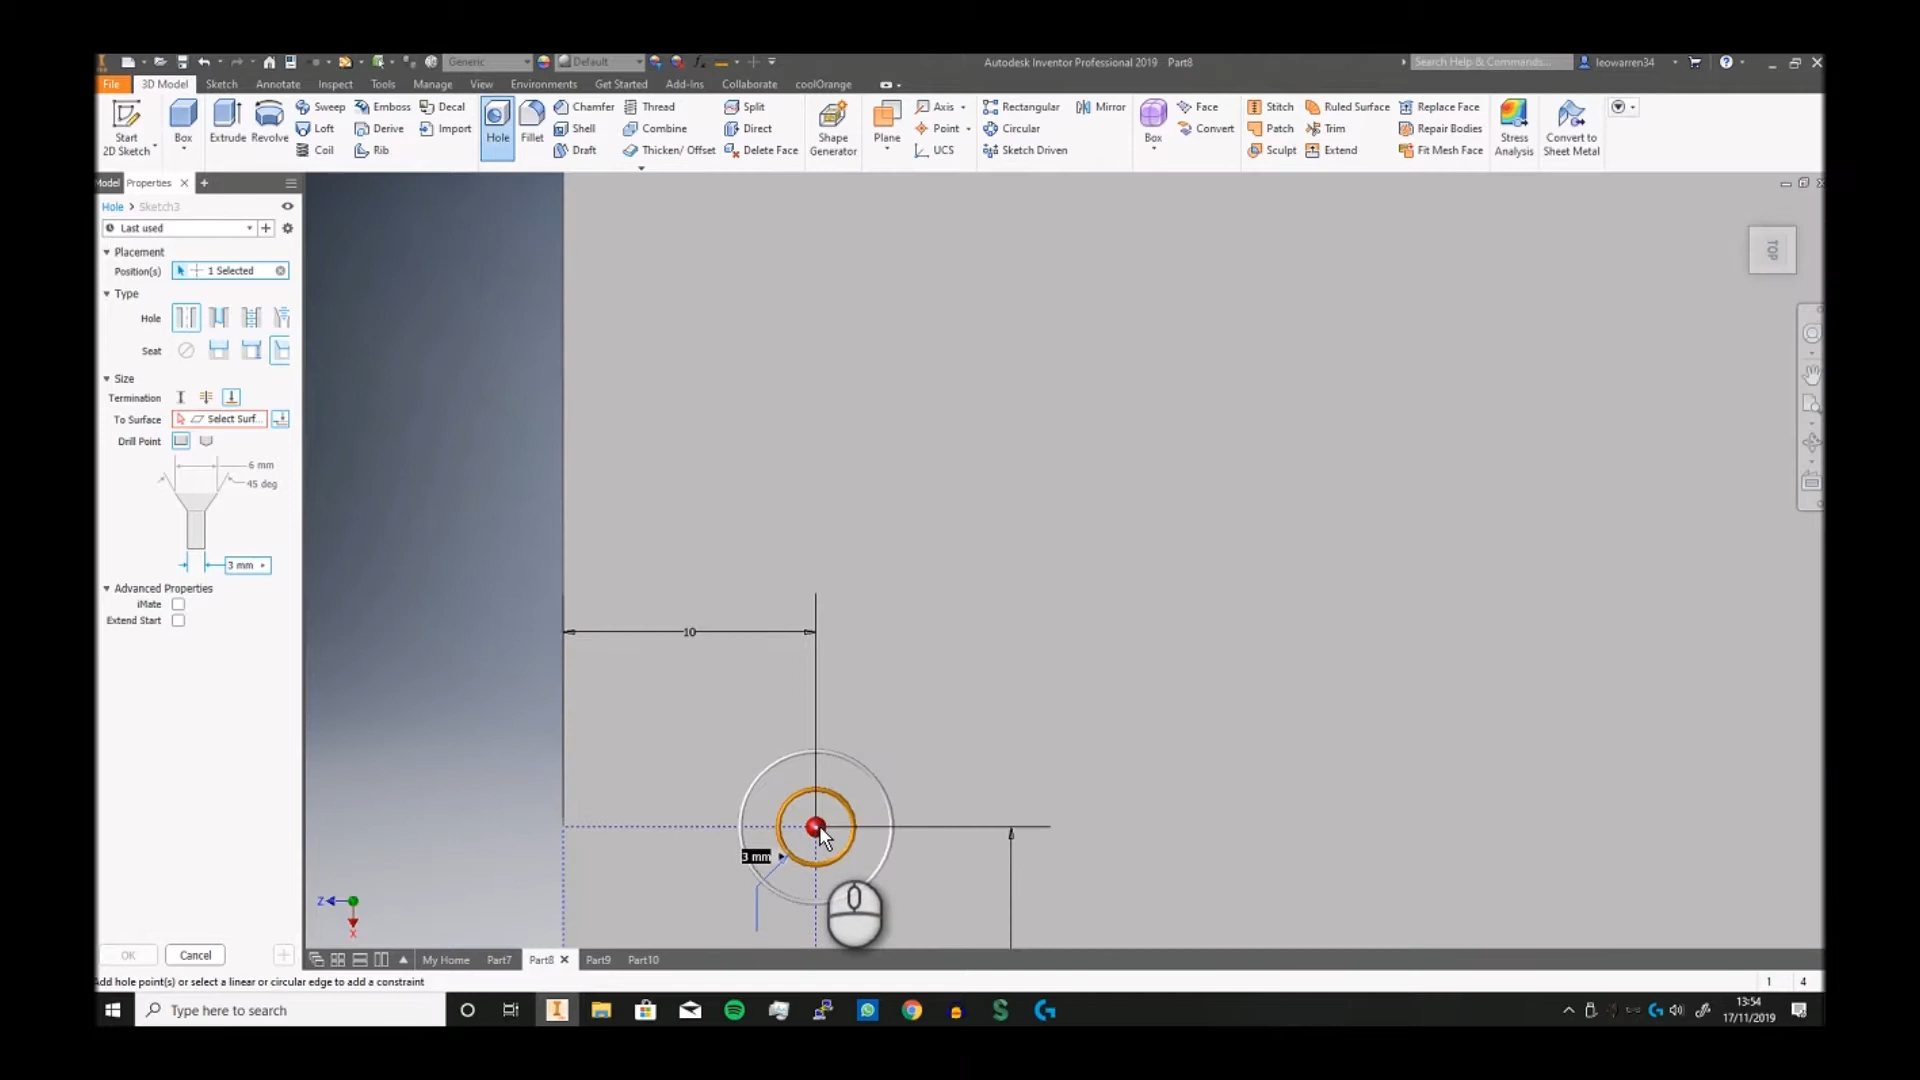 Generic
Default
Autodesk Inventor Professional 2019 Part8
Search Help & Commands...
leowarren34
File 3D Model Sketch Annotate Inspect Tools Manage View Environments Get Started Add-Ins Collaborate coolOrange
Start 2D Sketch
Box
Extrude
Revolve
Sweep
Loft
Coil
Emboss
Derive
Rib
Decal
Import
Hole
Fillet
Chamfer
Shell
Draft
Thread
Combine
Thicken/ Offset
Split
Direct
Delete Face
Shape Generator
Plane
Axis
Point
UCS
Rectangular
Circular
Sketch Driven
Mirror
Box
Face
Convert
Stitch
Patch
Sculpt
Ruled Surface
Trim
Extend
Replace Face
Repair Bodies
Fit Mesh Face
Stress Analysis
Convert to Sheet Metal
Model Properties
Hole > Sketch3
Last used
Placement
Position(s) 1 Selected
Type
Hole
Seat
Size
Termination
To Surface Select Surf...
Drill Point
6 mm
45 deg
3 mm
Advanced Properties
iMate
Extend Start
OK Cancel
TOP
10
3 mm
Z
X
My Home Part7 Part8 Part9 Part10
Add hole point(s) or select a linear or circular edge to add a constraint
1 4
Type here to search
13:54
17/11/2019